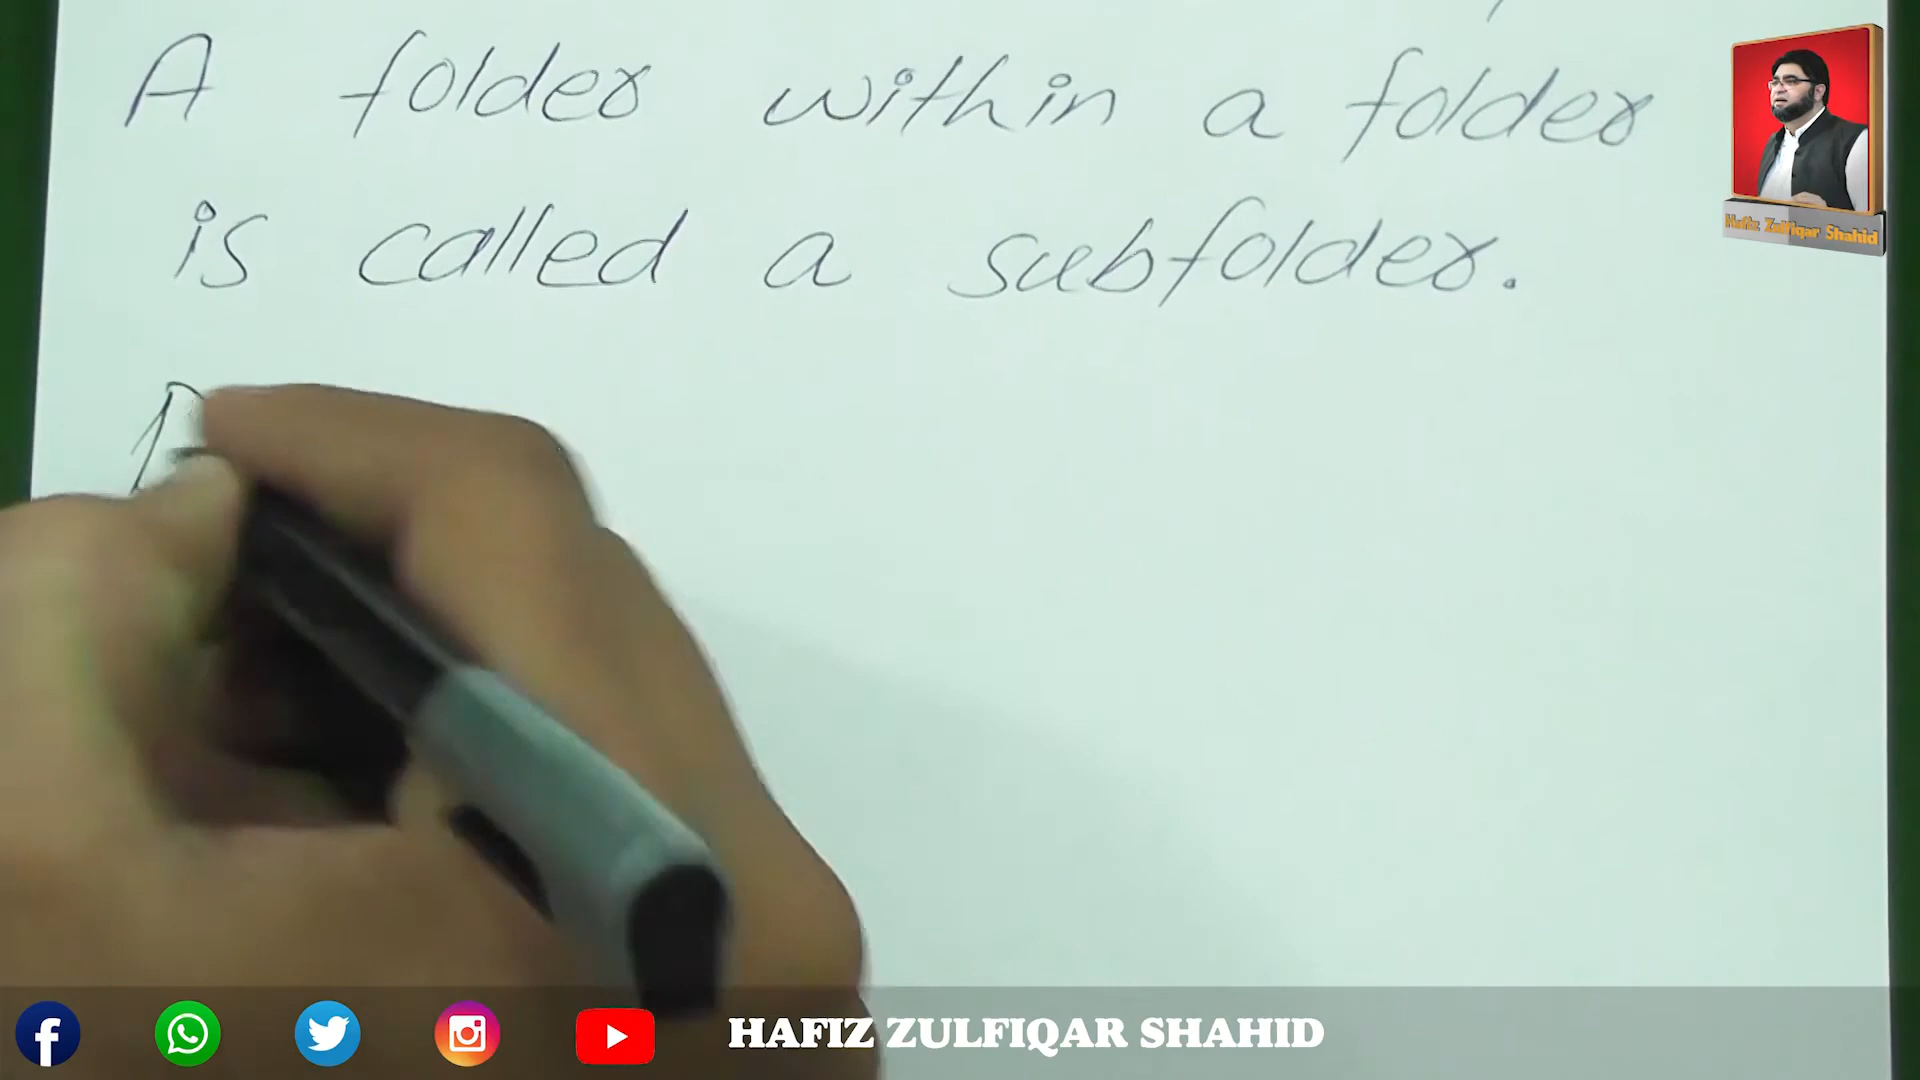 A folder within a folder
is called a subfolder.
Hafiz Zulfiqar Shahid
HAFIZ ZULFIQAR SHAHID